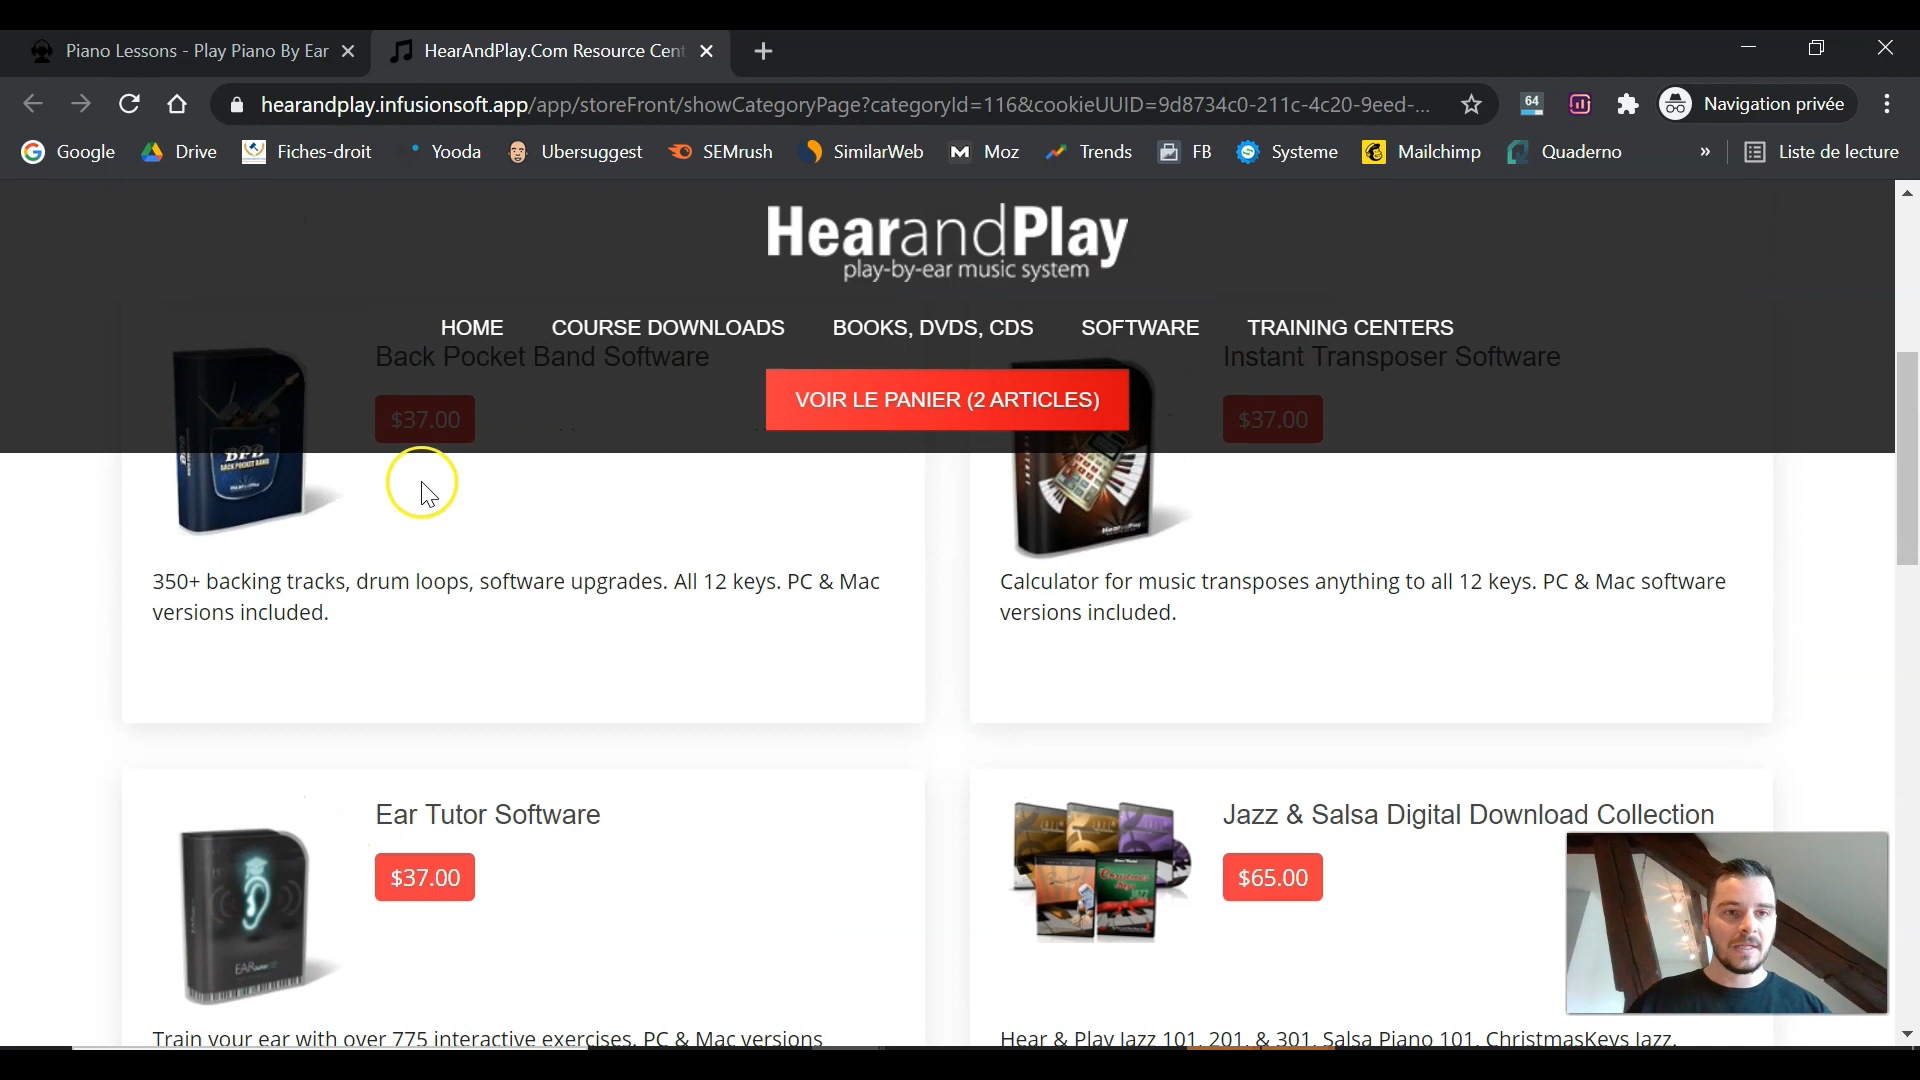 Piano Lessons - Play Piano By Ear
HearAndPlay.Com Resource Cent
hearandplay.infusionsoft.app/app/storeFront/showCategoryPage?categoryId=116&cookieUUID=9d8734c0-211c-4c20-9eed-...
64
Navigation privée
Google
Drive
Fiches-droit
Yooda
Ubersuggest
SEMrush
SimilarWeb
Moz
Trends
FB
Systeme
Mailchimp
Quaderno
»
Liste de lecture
HearandPlay
play-by-ear music system
HOME
COURSE DOWNLOADS
BOOKS, DVDS, CDS
SOFTWARE
TRAINING CENTERS
Back Pocket Band Software
Instant Transposer Software
VOIR LE PANIER (2 ARTICLES)
$37.00
$37.00
BPB
BACK POCKET BAND
350+ backing tracks, drum loops, software upgrades. All 12 keys. PC & Mac
versions included.
Calculator for music transposes anything to all 12 keys. PC & Mac software
versions included.
Ear Tutor Software
$37.00
Jazz & Salsa Digital Download Collection
$65.00
Train your ear with over 775 interactive exercises. PC & Mac versions
Hear & Play Jazz 101, 201, & 301, Salsa Piano 101, ChristmasKeys Jazz,